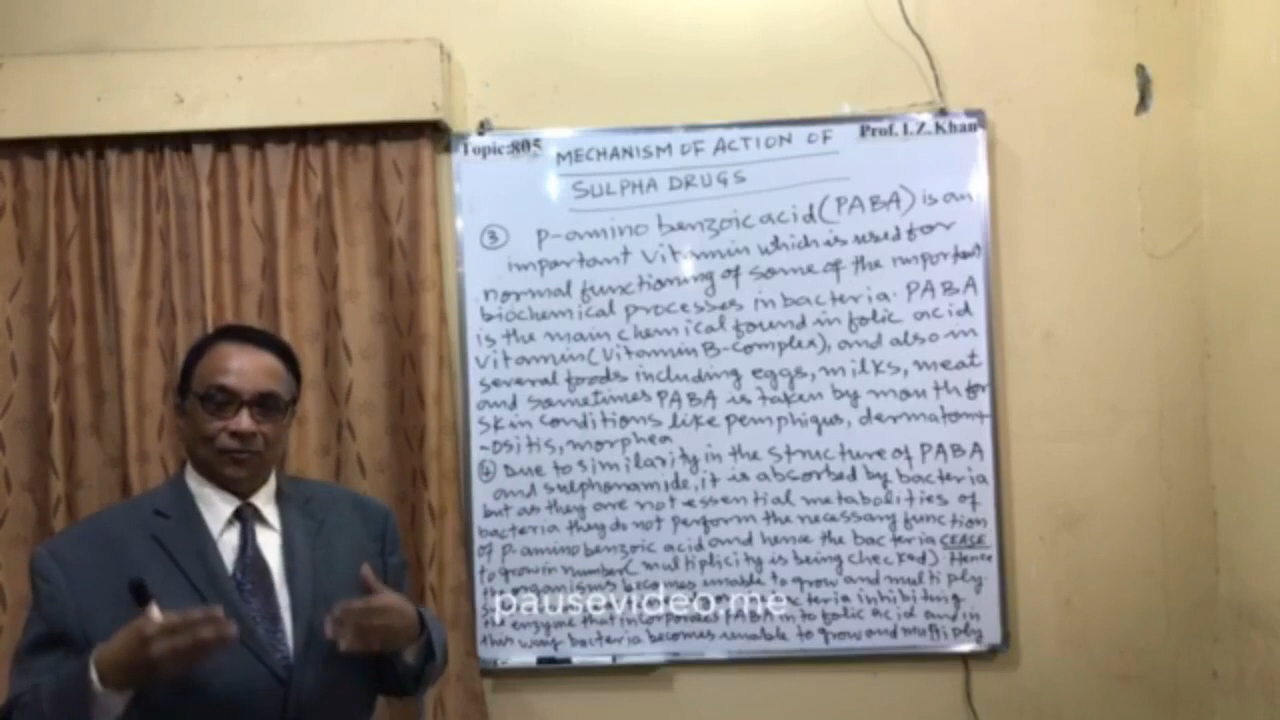 Topic:805 MECHANISM OF ACTION OF Prof. I.Z. Khan
SULPHA DRUGS
③ p-amino benzoic acid (PABA) is an
important Vitamin which is used for
normal functioning of some of the important
biochemical processes in bacteria. PABA
is the main chemical found in folic acid
Vitamin (Vitamin B-Complex), and also in
several foods including eggs, milks, meat
and sometimes PABA is taken by mouth for
skin conditions like pemphigus, dermatomy
-ositis, morphea
④ Due to similarity in the structure of PABA
and sulphonamide, it is absorbed by bacteria
but as they are not essential metabolities of
bacteria they do not perform the necessary function
of p-amino benzoic acid and hence the bacteria CEASE
to grow in number (multiplicity is being checked). Hence
organisms becomes unable to grow and multiply.
bacteria inhibiting
pausevideo.me
the enzyme that incorporates PABA in to folic acid and in
this way bacteria becomes unable to grow and multiply